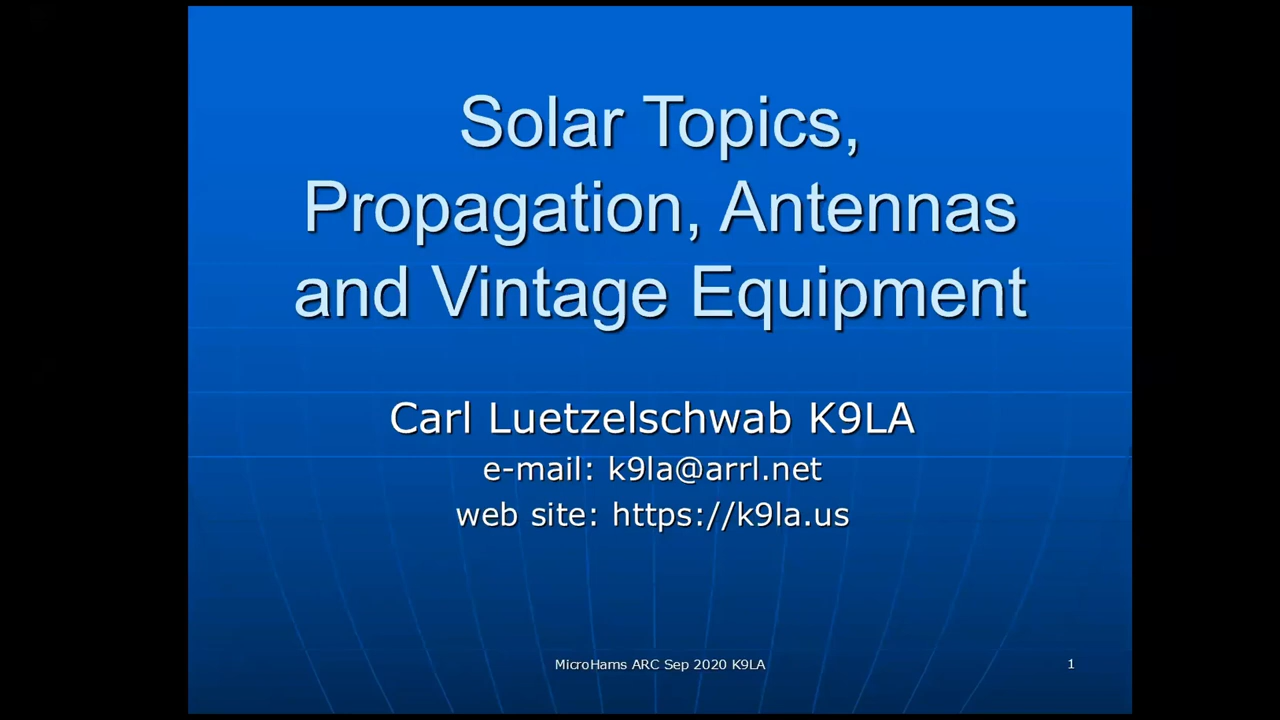 Solar Topics,
Propagation, Antennas
and Vintage Equipment
Carl Luetzelschwab K9LA
e-mail: k9la@arrl.net
web site: https://k9la.us
MicroHams ARC Sep 2020 K9LA
1